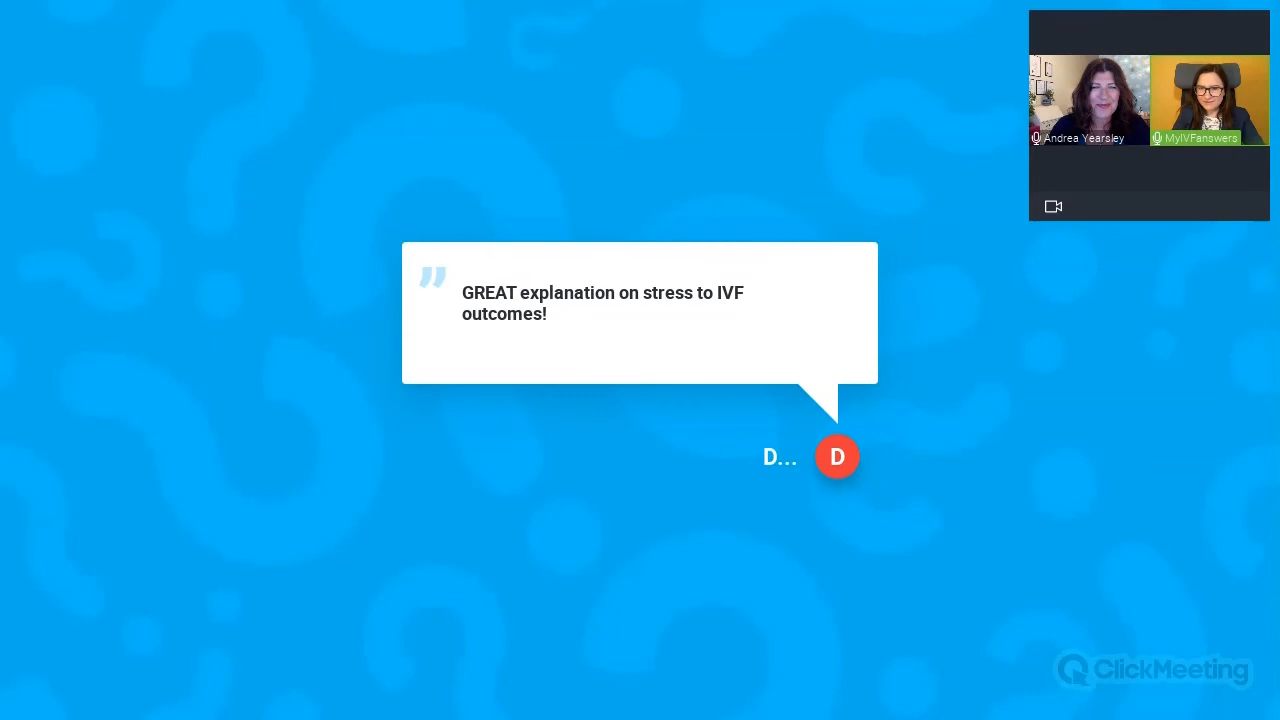 Andrea Yearsley
MyIVFanswers
GREAT explanation on stress to IVF
outcomes!
D...
D
ClickMeeting